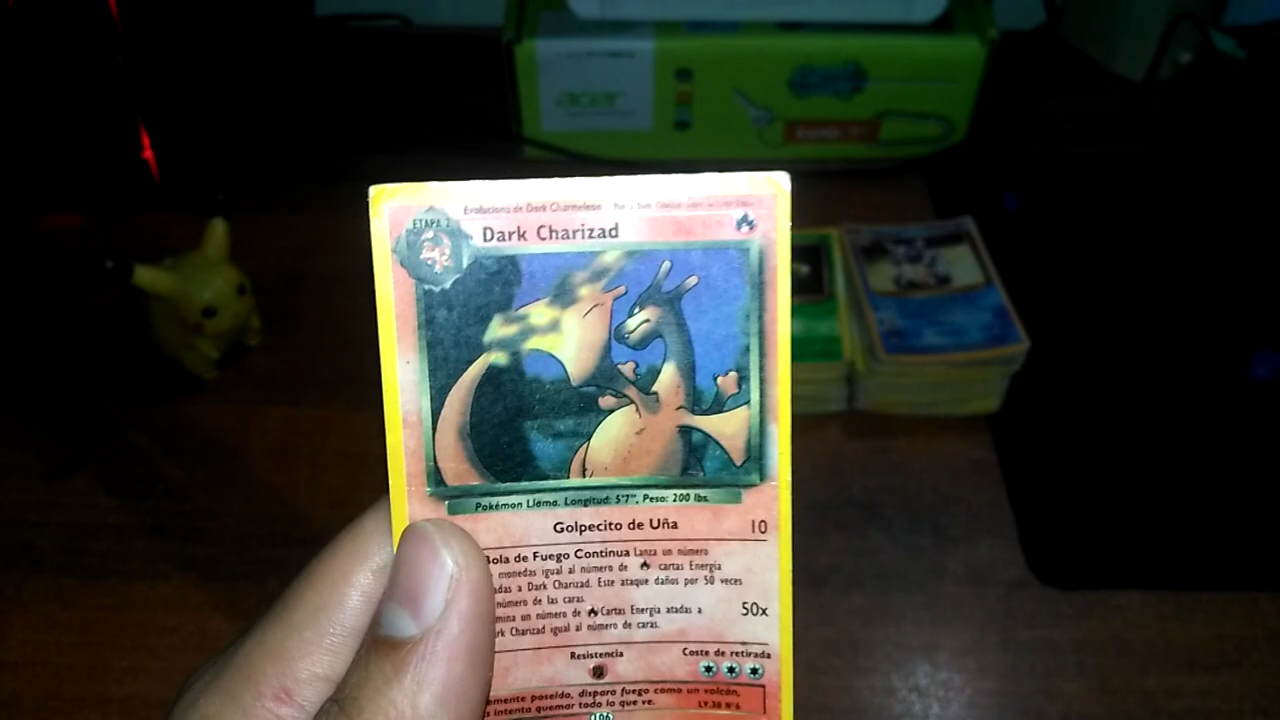 acer
Evoluciona de Dark Charmeleon
ETAPA 2
Dark Charizad
Pokémon Llama. Longitud: 5'7", Peso: 200 lbs.
Golpecito de Uña 10
Bola de Fuego Continua Lanza un número
monedas igual al número de cartas Energía
adas a Dark Charizad. Este ataque daños por 50 veces
número de las caras.
mina un número de Cartas Energía atadas a
rk Charizad igual al número de caras.
50x
Resistencia Coste de retirada
emente poseído, dispara fuego como un volcán,
s intenta quemar todo lo que ve. LV.38 Nº6
106